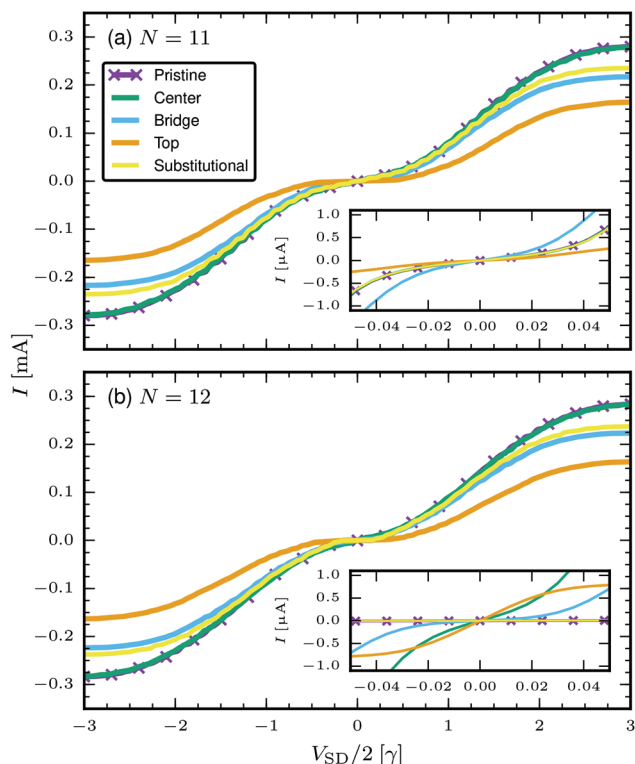 (a) N = 11
Pristine
Center
Bridge
Top
Substitutional
0.3
0.2
0.1
0.0
−0.1
−0.2
−0.3
I [μA]
1.0
0.5
0.0
−0.5
−1.0
−0.04 −0.02 0.00 0.02 0.04
I [mA]
(b) N = 12
0.3
0.2
0.1
0.0
−0.1
−0.2
−0.3
I [μA]
1.0
0.5
0.0
−0.5
−1.0
−0.04 −0.02 0.00 0.02 0.04
−3 −2 −1 0 1 2 3
V_SD/2 [γ]